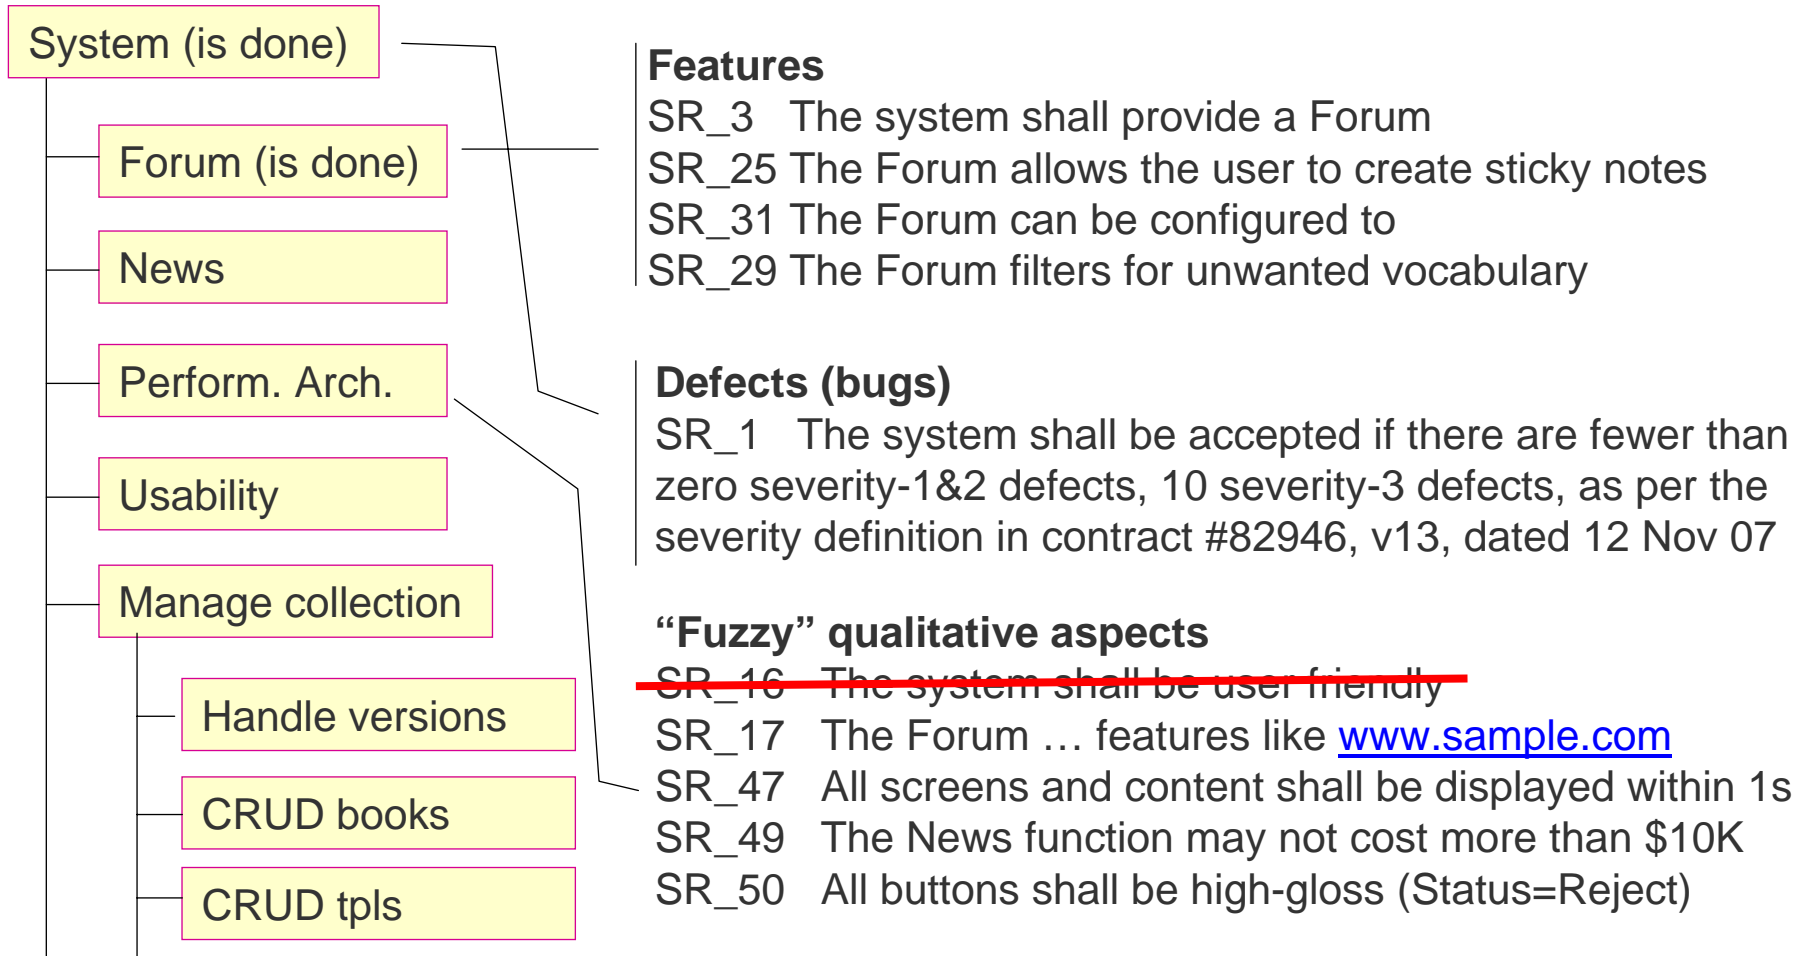 System (is done)
Forum (is done)
News
Perform. Arch.
Usability
Manage collection
Handle versions
CRUD books
CRUD tpls
Features
SR_3 The system shall provide a Forum
SR_25 The Forum allows the user to create sticky notes
SR_31 The Forum can be configured to
SR_29 The Forum filters for unwanted vocabulary
Defects (bugs)
SR_1 The system shall be accepted if there are fewer than
zero severity-1&2 defects, 10 severity-3 defects, as per the
severity definition in contract #82946, v13, dated 12 Nov 07
“Fuzzy” qualitative aspects
SR_16 The system shall be user friendly
SR_17 The Forum … features like www.sample.com
SR_47 All screens and content shall be displayed within 1s
SR_49 The News function may not cost more than $10K
SR_50 All buttons shall be high-gloss (Status=Reject)